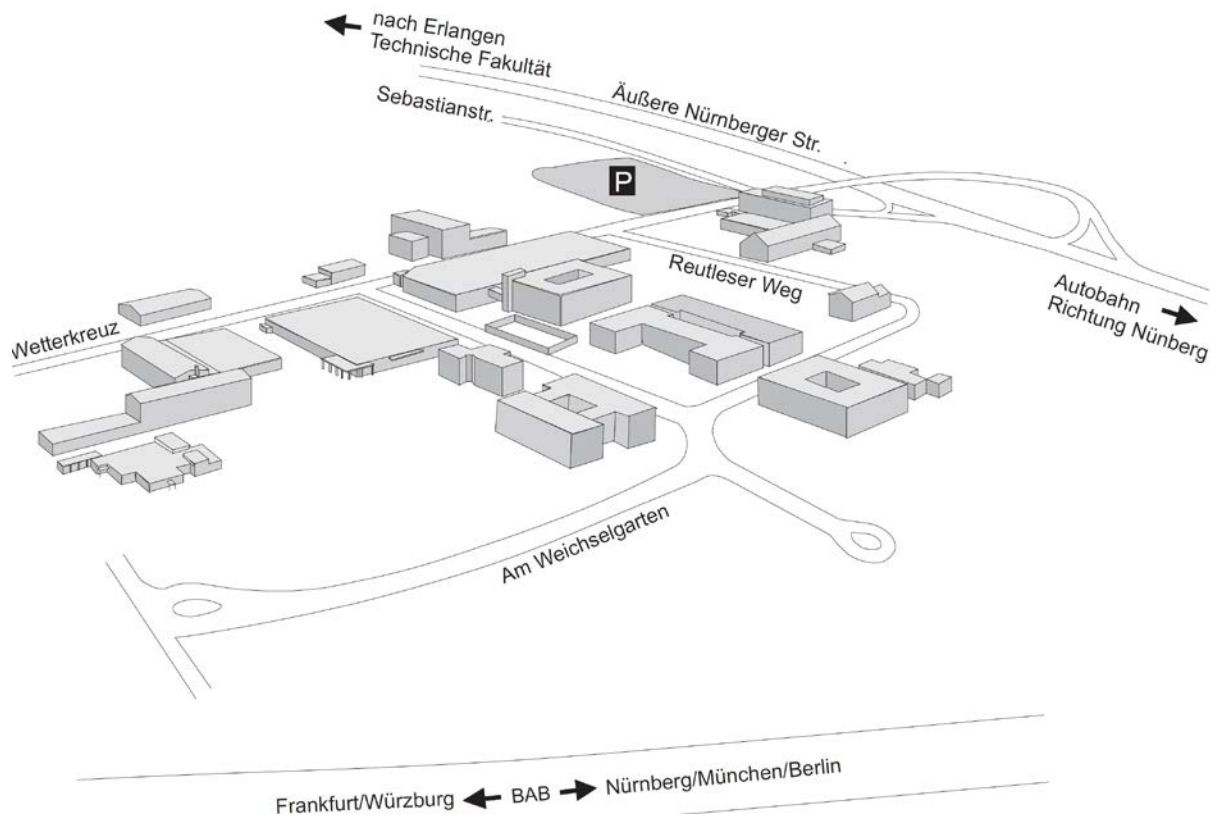 nach Erlangen
Technische Fakultät
Äußere Nürnberger Str.
Sebastianstr.
P
Reutleser Weg
Autobahn
Richtung Nünberg
Wetterkreuz
Am Weichselgarten
Frankfurt/Würzburg BAB Nürnberg/München/Berlin